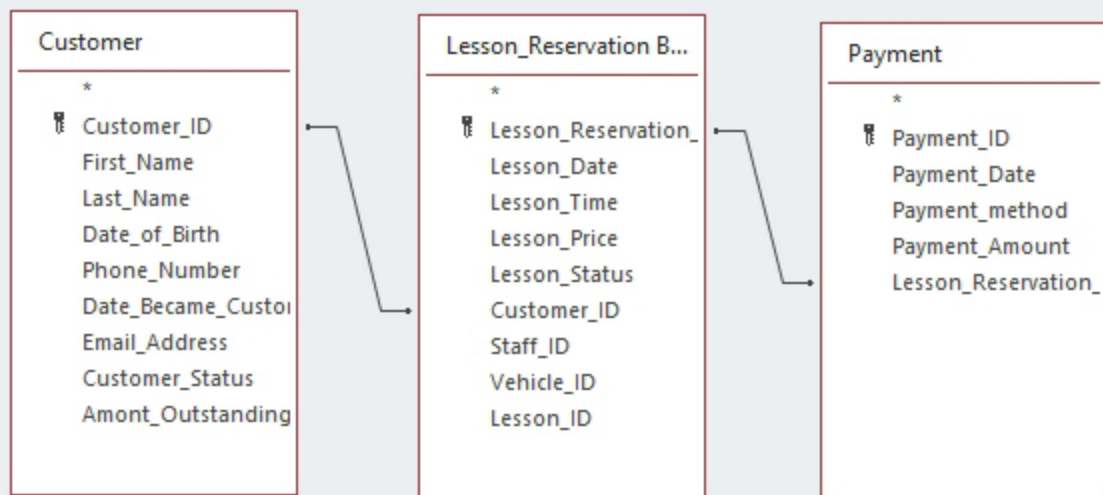 Customer
*
Customer_ID
First_Name
Last_Name
Date_of_Birth
Phone_Number
Date_Became_Custo
Email_Address
Customer_Status
Amont_Outstanding
Lesson_Reservation B...
*
Lesson_Reservation_
Lesson_Date
Lesson_Time
Lesson_Price
Lesson_Status
Customer_ID
Staff_ID
Vehicle_ID
Lesson_ID
Payment
*
Payment_ID
Payment_Date
Payment_method
Payment_Amount
Lesson_Reservation_